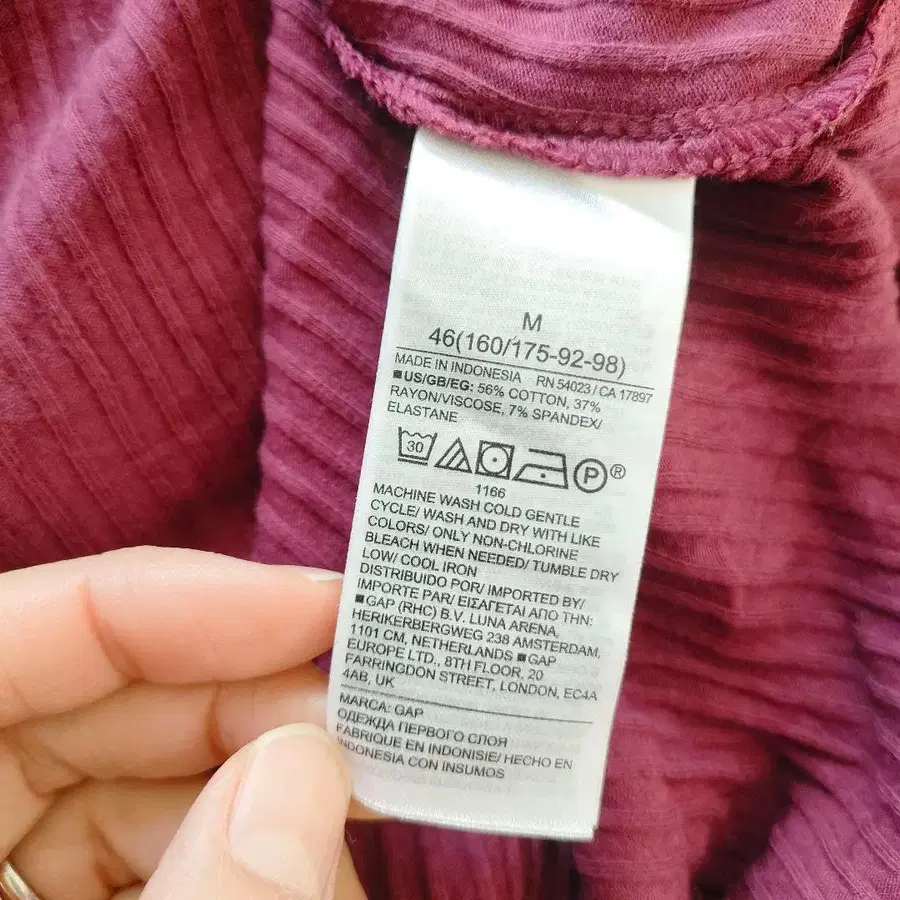 M
46(160/175-92-98)
MADE IN INDONESIA RN 54023 / CA 17897
■US/GB/EG: 56% COTTON, 37%
RAYON/VISCOSE, 7% SPANDEX/
ELASTANE
30 P®
1166
MACHINE WASH COLD GENTLE
CYCLE/ WASH AND DRY WITH LIKE
COLORS/ ONLY NON-CHLORINE
BLEACH WHEN NEEDED/ TUMBLE DRY
LOW/ COOL IRON
DISTRIBUIDO POR/ IMPORTED BY/
IMPORTE PAR/ ΕΙΣΑΓΕΤΑΙ ΑΠΟ ΤΗΝ:
■GAP (RHC) B.V. LUNA ARENA,
HERIKERBERGWEG 238 AMSTERDAM,
1101 CM, NETHERLANDS ■GAP
EUROPE LTD., 8TH FLOOR, 20
FARRINGDON STREET, LONDON, EC4A
4AB, UK
MARCA: GAP
ОДЕЖДА ПЕРВОГО СЛОЯ
FABRIQUE EN INDONISIE/ HECHO EN
INDONESIA CON INSUMOS